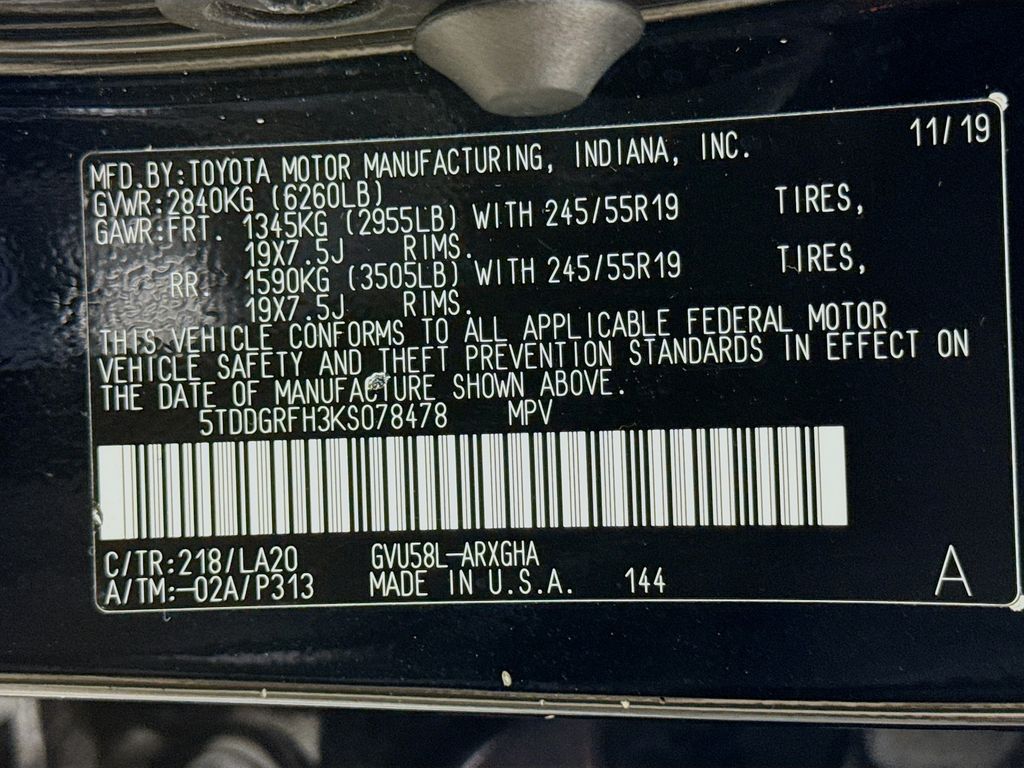 11/19
MFD.BY:TOYOTA MOTOR MANUFACTURING, INDIANA, INC.
GVWR:2840KG (6260LB)
GAWR:FRT. 1345KG (2955LB) WITH 245/55R19 TIRES,
19X7.5J RIMS.
RR. 1590KG (3505LB) WITH 245/55R19 TIRES,
19X7.5J RIMS.
THIS VEHICLE CONFORMS TO ALL APPLICABLE FEDERAL MOTOR
VEHICLE SAFETY AND THEFT PREVENTION STANDARDS IN EFFECT ON
THE DATE OF MANUFACTURE SHOWN ABOVE.
5TDDGRFH3KS078478 MPV
C/TR:218/LA20 GVU58L-ARXGHA
A/TM:-02A/P313 MADE IN U.S.A. 144 A